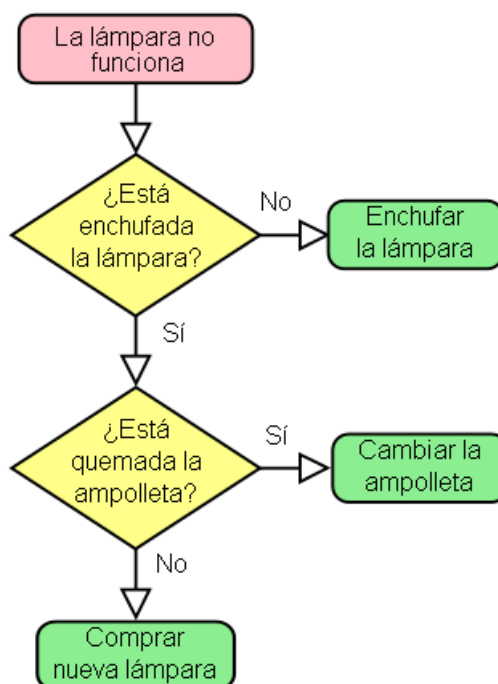 La lámpara no
funciona
¿Está
enchufada
la lámpara?
No
Enchufar
la lámpara
Sí
¿Está
quemada la
ampolleta?
Sí
Cambiar la
ampolleta
No
Comprar
nueva lámpara